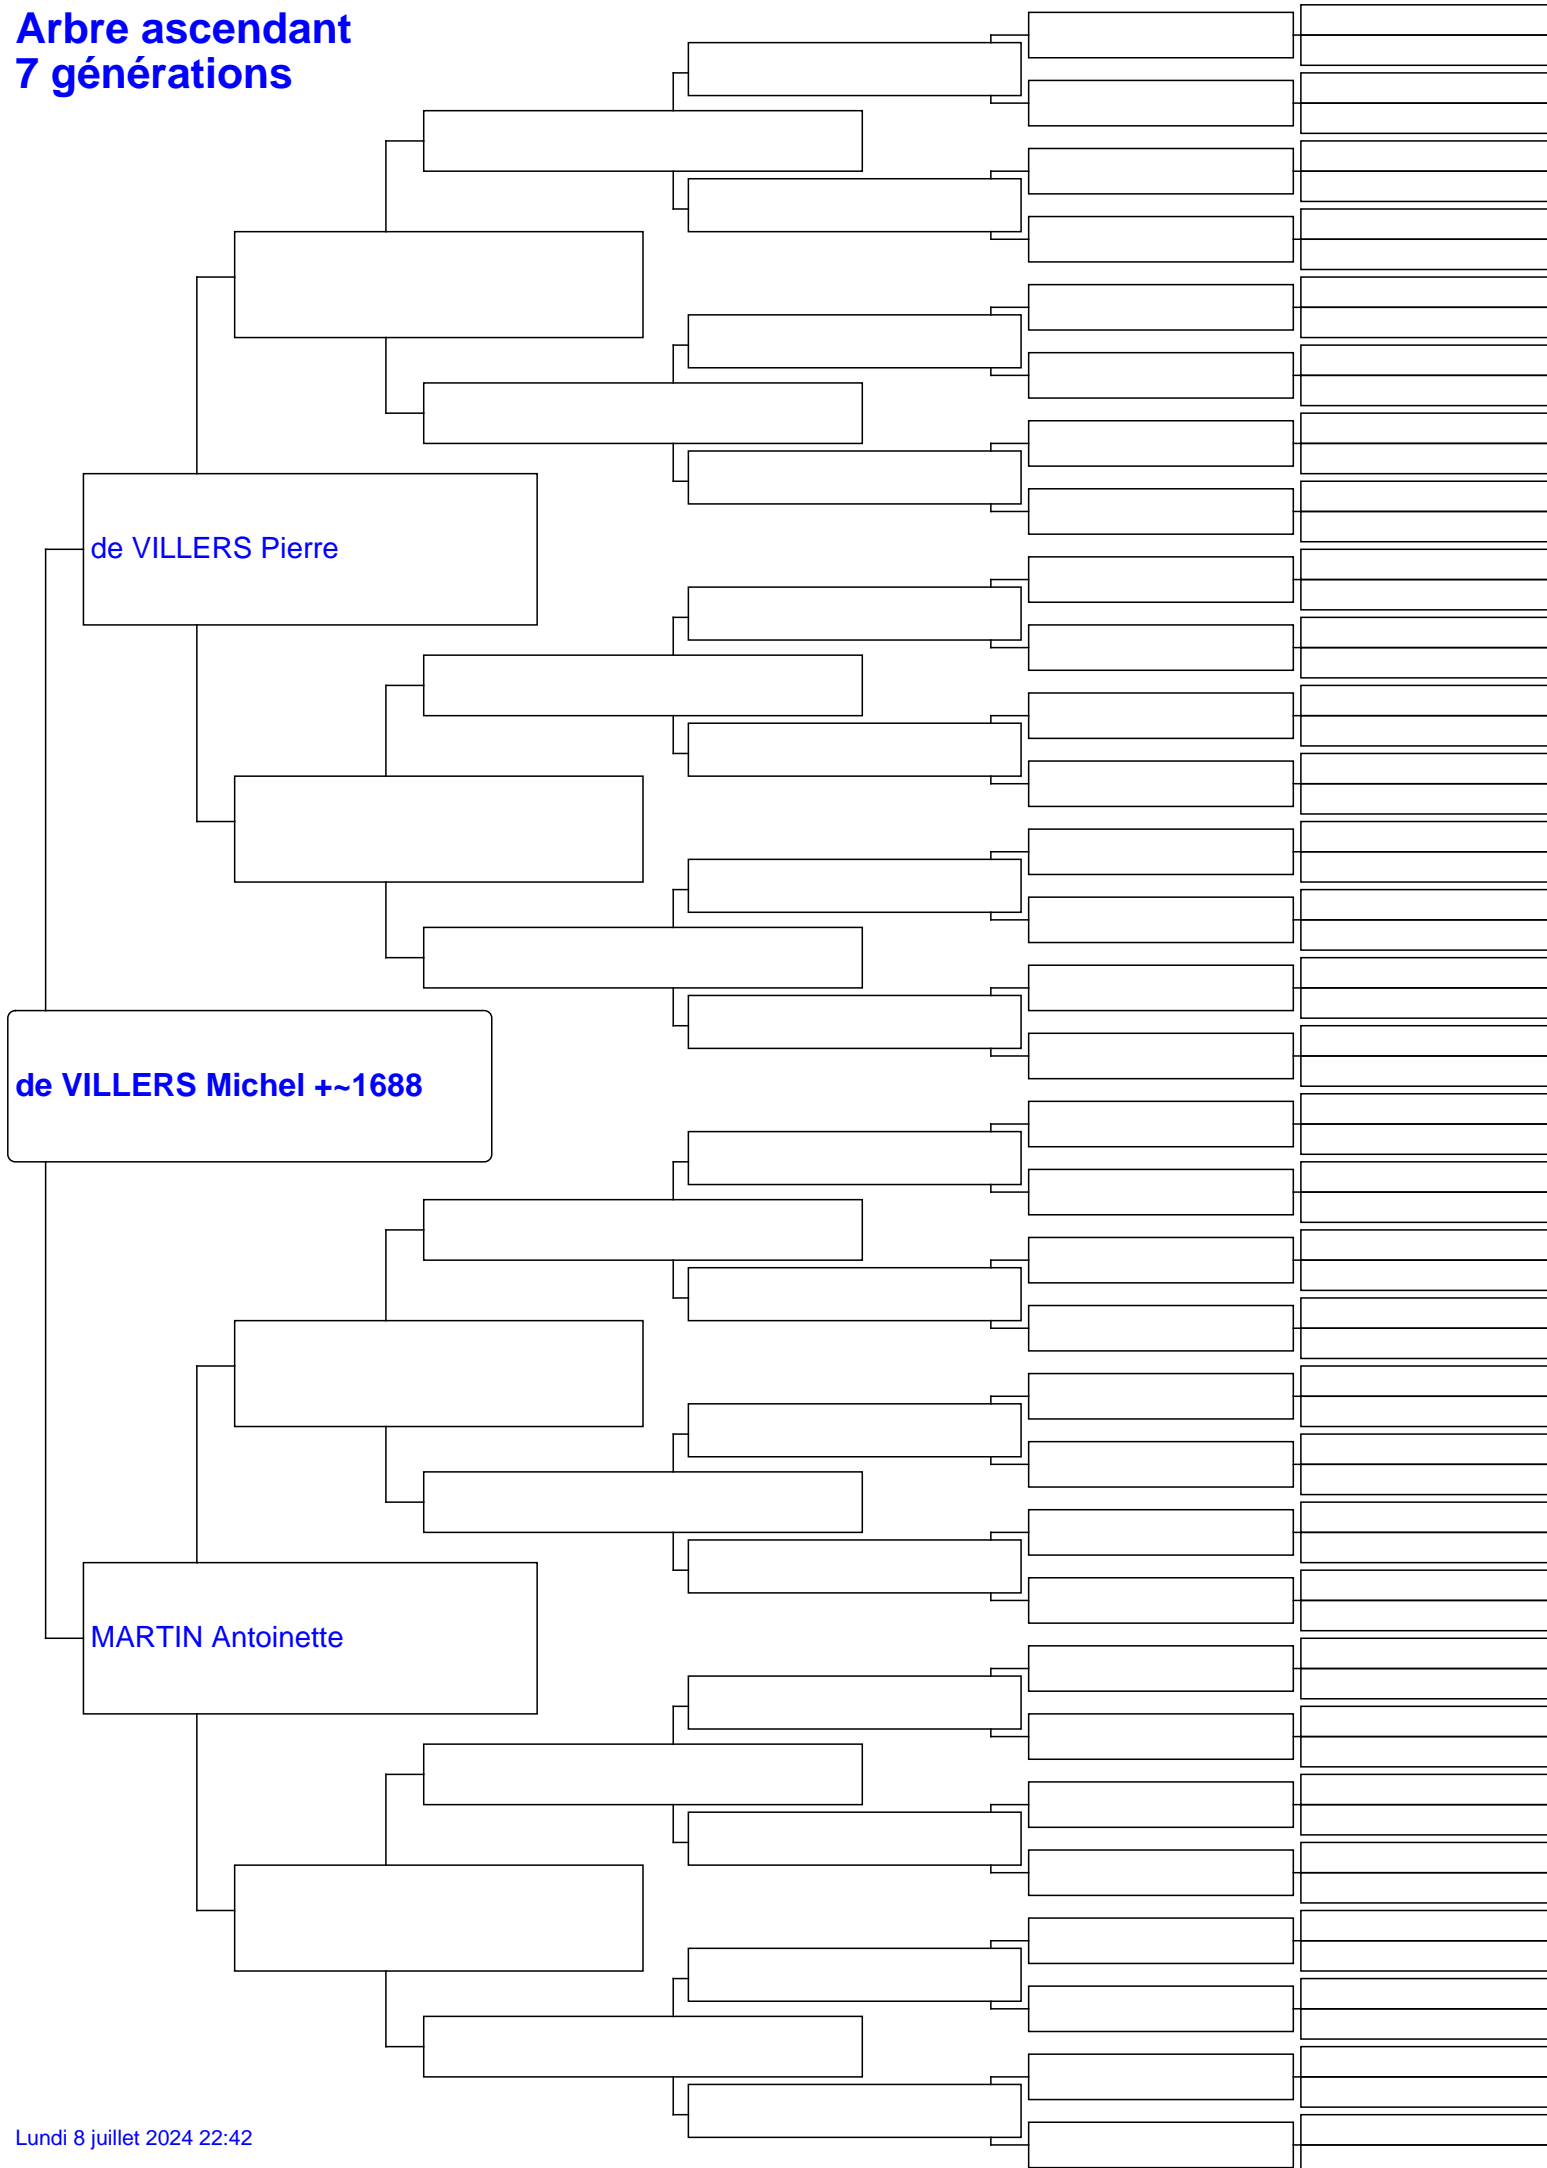 Arbre ascendant
7 générations
de VILLERS Pierre
de VILLERS Michel +~1688
MARTIN Antoinette
Lundi 8 juillet 2024 22:42